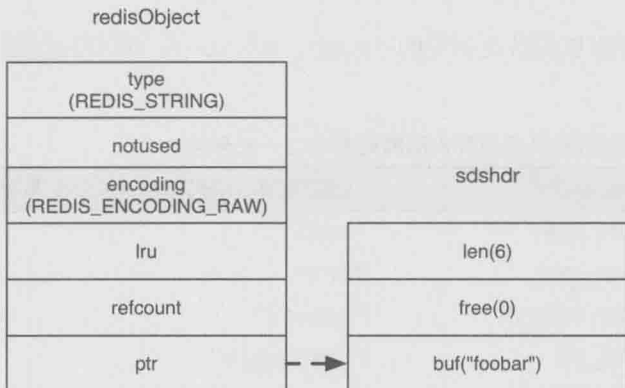 redisObject
type
(REDIS_STRING)
notused
encoding
(REDIS_ENCODING_RAW)
lru
refcount
ptr
sdshdr
len(6)
free(0)
buf("foobar")